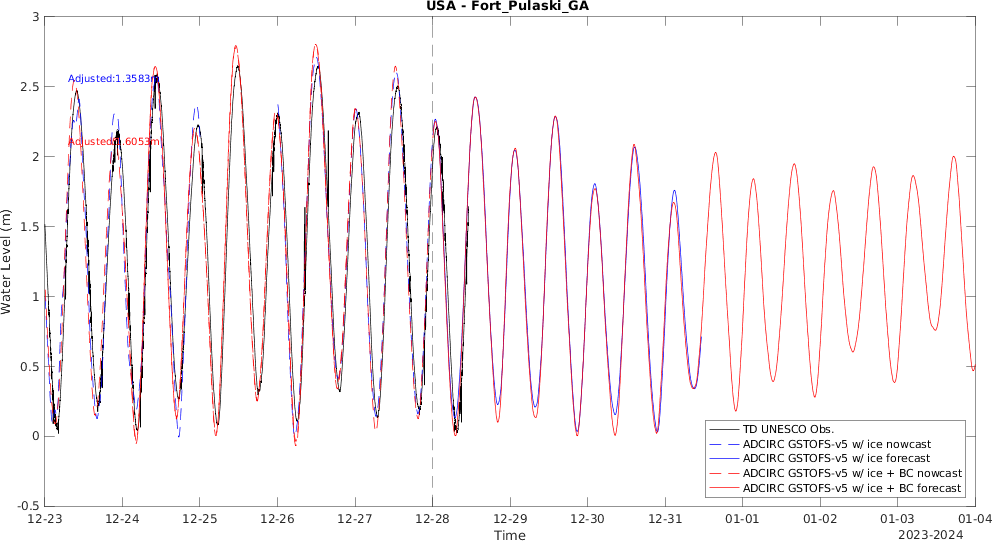 USA - Fort_Pulaski_GA
3
2.5
2
1.5
1
0.5
0
-0.5
Water Level (m)
Adjusted:1.3583m
Adjusted: .6053m
TD UNESCO Obs.
ADCIRC GSTOFS-v5 w/ ice nowcast
ADCIRC GSTOFS-v5 w/ ice forecast
ADCIRC GSTOFS-v5 w/ ice + BC nowcast
ADCIRC GSTOFS-v5 w/ ice + BC forecast
12-23 12-24 12-25 12-26 12-27 12-28 12-29 12-30 12-31 01-01 01-02 01-03 01-04
Time
2023-2024